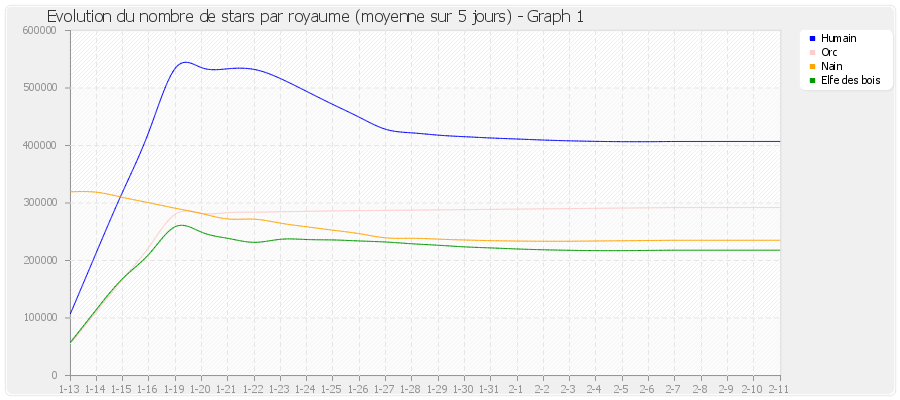 Evolution du nombre de stars par royaume (moyenne sur 5 jours) - Graph 1
600000
500000
400000
300000
200000
100000
0
Humain
Orc
Nain
Elfe des bois
1-13 1-14 1-15 1-16 1-19 1-20 1-21 1-22 1-23 1-24 1-25 1-26 1-27 1-28 1-29 1-30 1-31 2-1 2-2 2-3 2-4 2-5 2-6 2-7 2-8 2-9 2-10 2-11